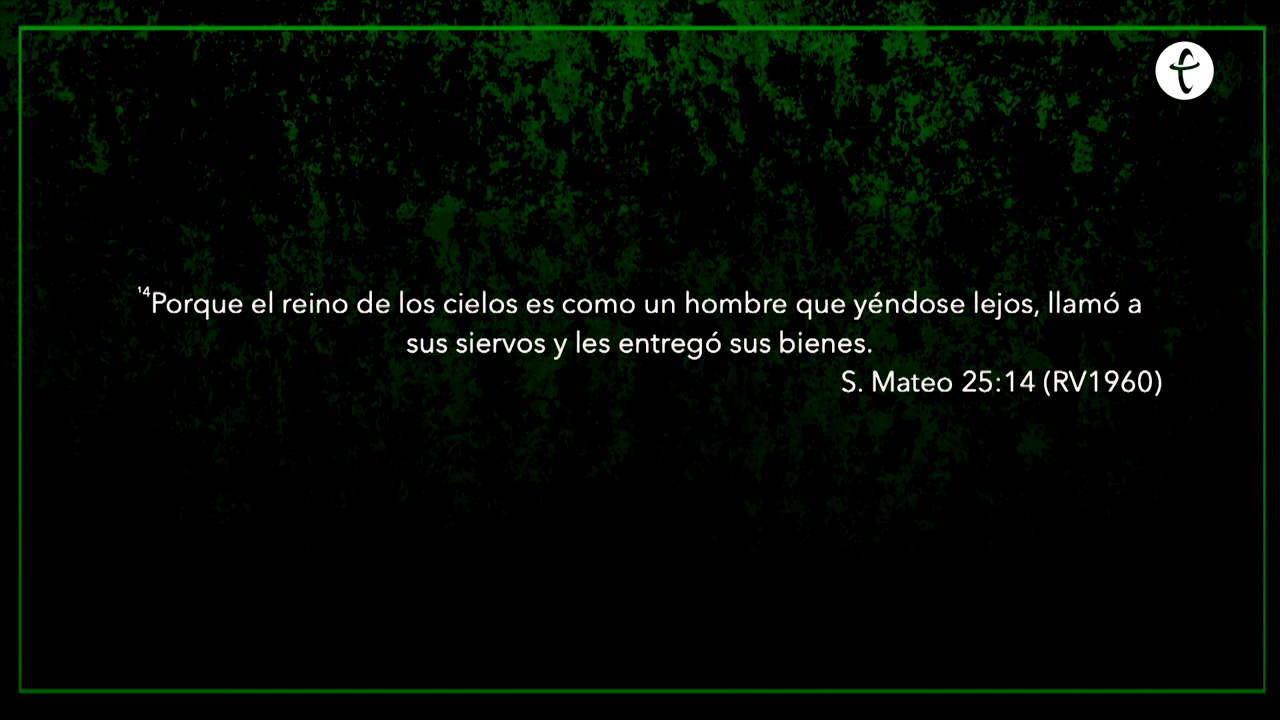 ¹⁴Porque el reino de los cielos es como un hombre que yéndose lejos, llamó a
sus siervos y les entregó sus bienes.
S. Mateo 25:14 (RV1960)